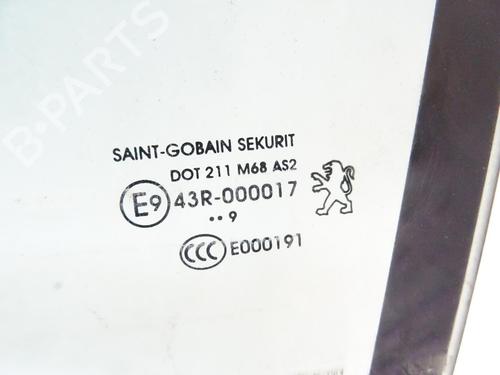 B-PARTS
SAINT-GOBAIN SEKURIT
DOT 211 M68 AS2
E9 43R-000017
•• 9
CCC E000191